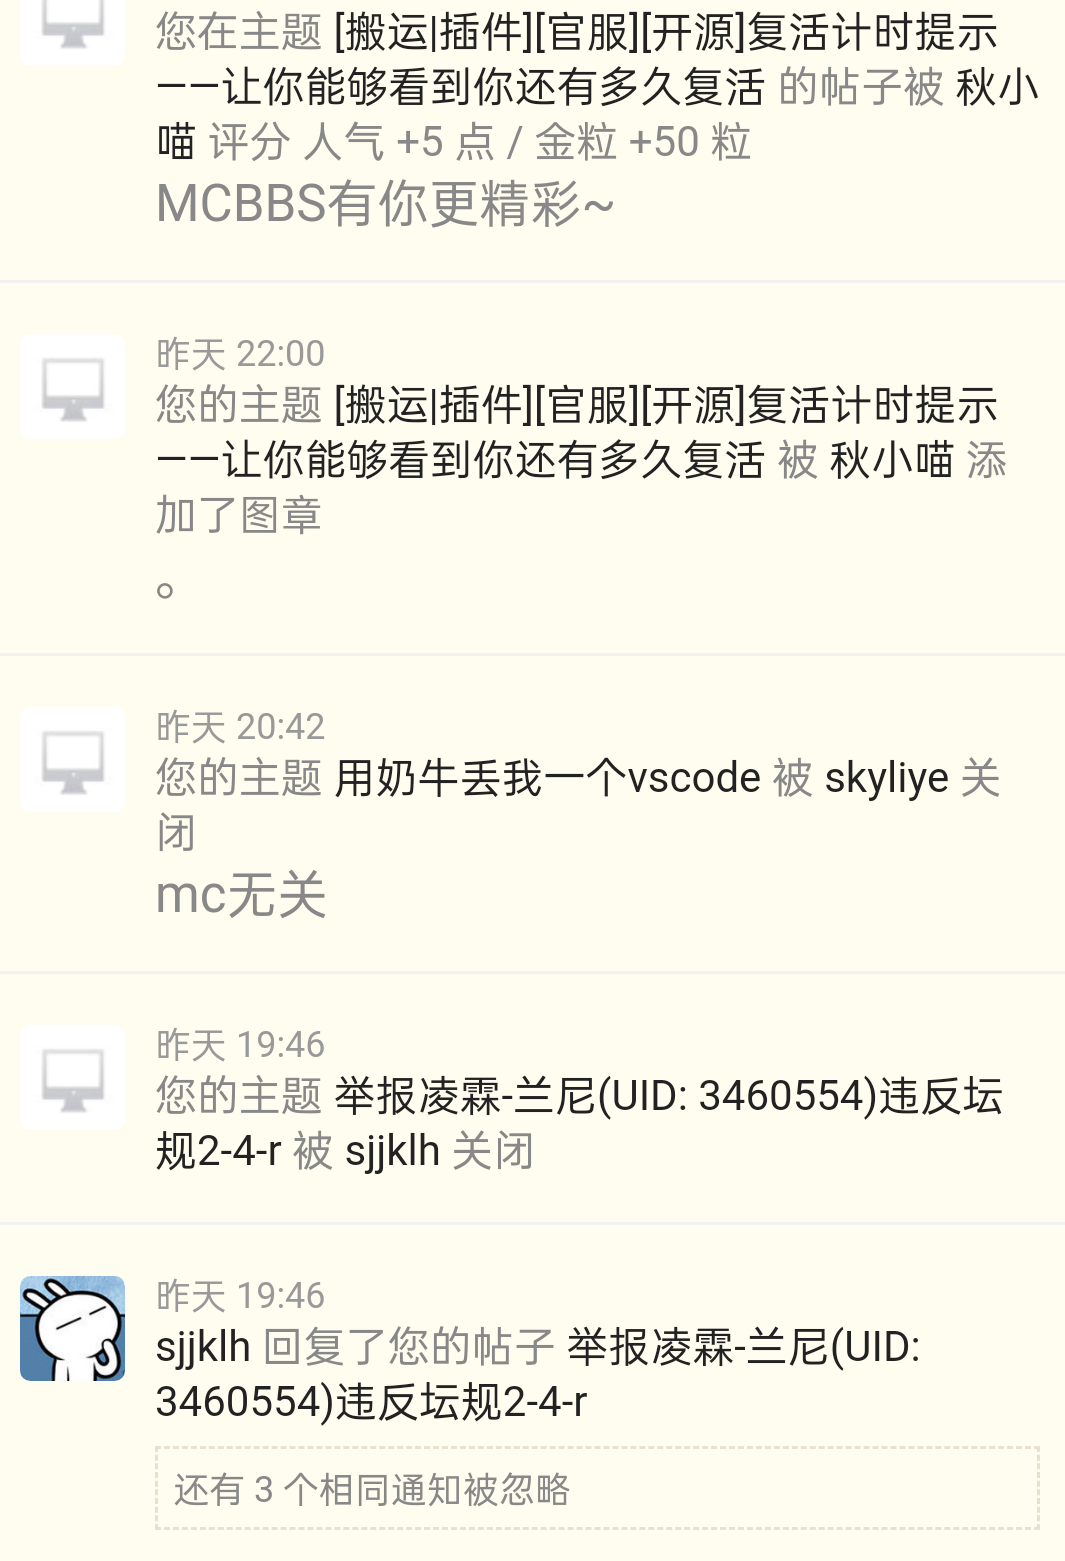 您在主题 [搬运|插件][官服][开源]复活计时提示
——让你能够看到你还有多久复活 的帖子被 秋小
喵 评分 人气 +5 点 / 金粒 +50 粒
MCBBS有你更精彩~
昨天 22:00
您的主题 [搬运|插件][官服][开源]复活计时提示
——让你能够看到你还有多久复活 被 秋小喵 添
加了图章
。
昨天 20:42
您的主题 用奶牛丢我一个vscode 被 skyliye 关
闭
mc无关
昨天 19:46
您的主题 举报凌霖-兰尼(UID: 3460554)违反坛
规2-4-r 被 sjjklh 关闭
昨天 19:46
sjjklh 回复了您的帖子 举报凌霖-兰尼(UID:
3460554)违反坛规2-4-r
还有 3 个相同通知被忽略